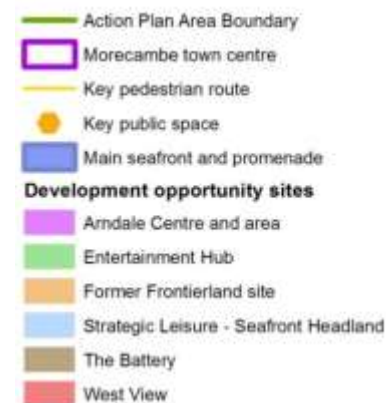 Action Plan Area Boundary
Morecambe town centre
Key pedestrian route
Key public space
Main seafront and promenade
Development opportunity sites
Arndale Centre and area
Entertainment Hub
Former Frontierland site
Strategic Leisure - Seafront Headland
The Battery
West View